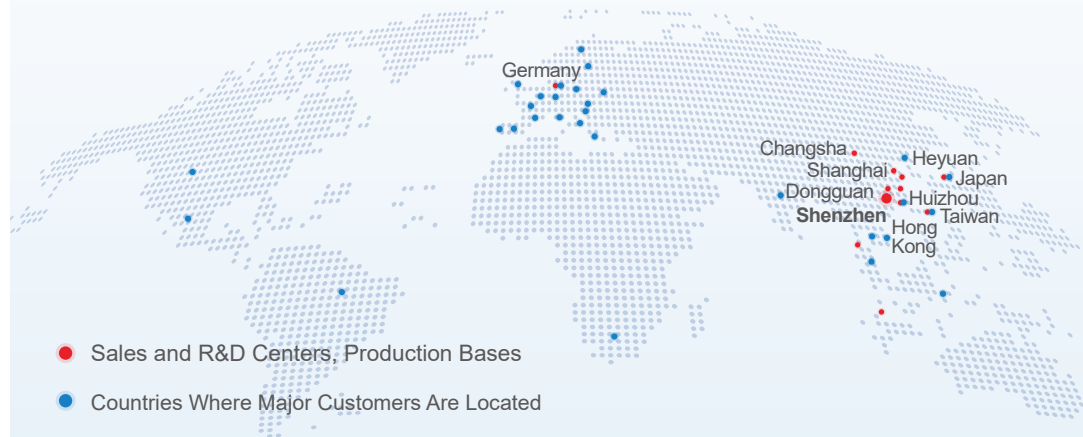 Germany
Changsha
Heyuan
Shanghai
Japan
Dongguan
Huizhou
Shenzhen
Taiwan
Hong
Kong
Sales and R&D Centers, Production Bases
Countries Where Major Customers Are Located